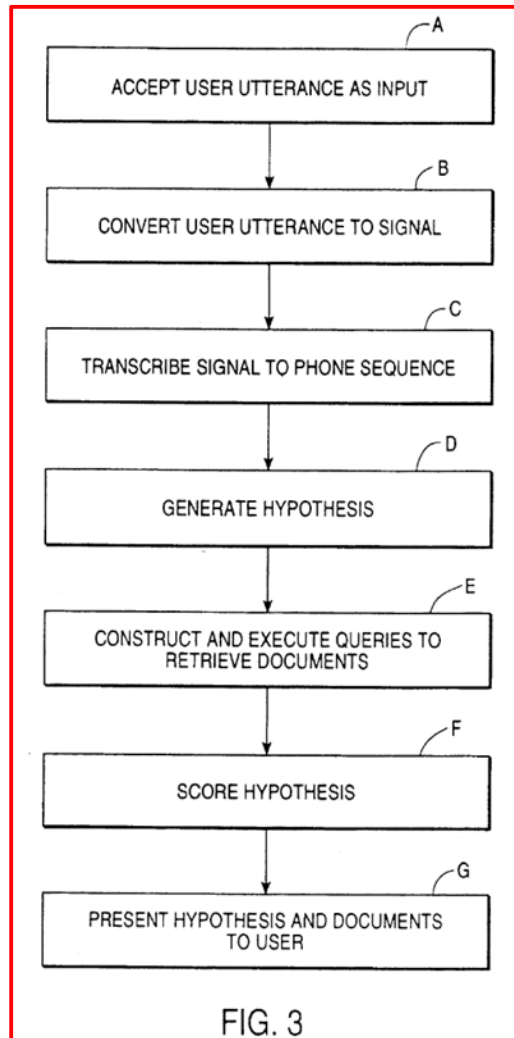 A
ACCEPT USER UTTERANCE AS INPUT
B
CONVERT USER UTTERANCE TO SIGNAL
C
TRANSCRIBE SIGNAL TO PHONE SEQUENCE
D
GENERATE HYPOTHESIS
E
CONSTRUCT AND EXECUTE QUERIES TO
RETRIEVE DOCUMENTS
F
SCORE HYPOTHESIS
G
PRESENT HYPOTHESIS AND DOCUMENTS
TO USER
FIG. 3